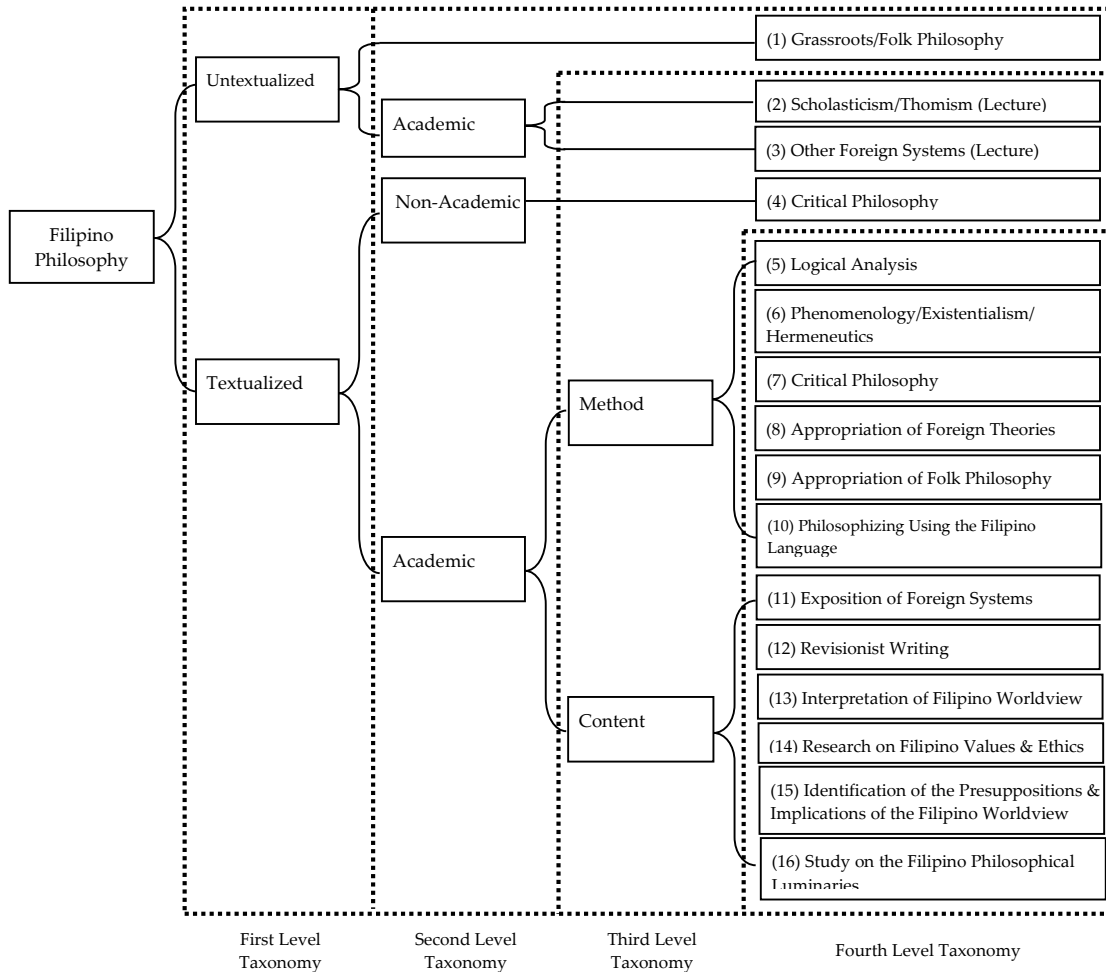 (1) Grassroots/Folk Philosophy
Untextualized
(2) Scholasticism/Thomism (Lecture)
Academic
(3) Other Foreign Systems (Lecture)
Non-Academic
(4) Critical Philosophy
Filipino
Philosophy
(5) Logical Analysis
(6) Phenomenology/Existentialism/
Hermeneutics
Textualized
Method
(7) Critical Philosophy
(8) Appropriation of Foreign Theories
(9) Appropriation of Folk Philosophy
(10) Philosophizing Using the Filipino
Language
Academic
(11) Exposition of Foreign Systems
(12) Revisionist Writing
(13) Interpretation of Filipino Worldview
Content
(14) Research on Filipino Values & Ethics
(15) Identification of the Presuppositions &
Implications of the Filipino Worldview
(16) Study on the Filipino Philosophical
Luminaries
First Level
Taxonomy
Second Level
Taxonomy
Third Level
Taxonomy
Fourth Level Taxonomy